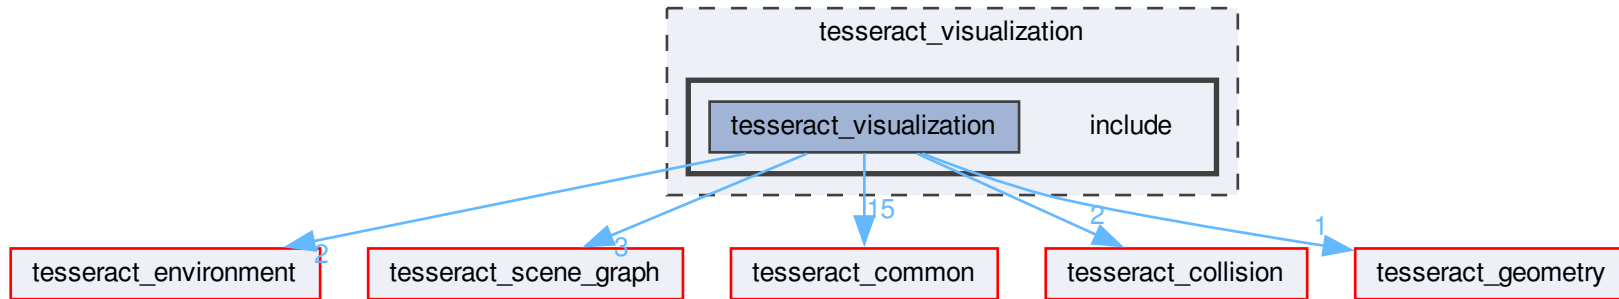 tesseract_visualization
tesseract_visualization
include
2
3
15
2
1
tesseract_environment
tesseract_scene_graph
tesseract_common
tesseract_collision
tesseract_geometry